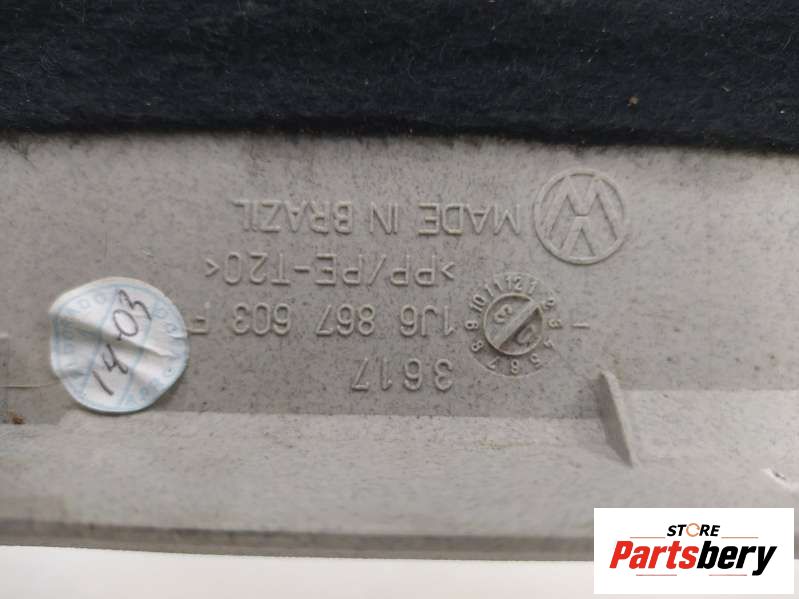 3617
1J6 867 603 F
>PP/PE-T20<
MADE IN BRAZIL
14.03
STORE
Partsbery